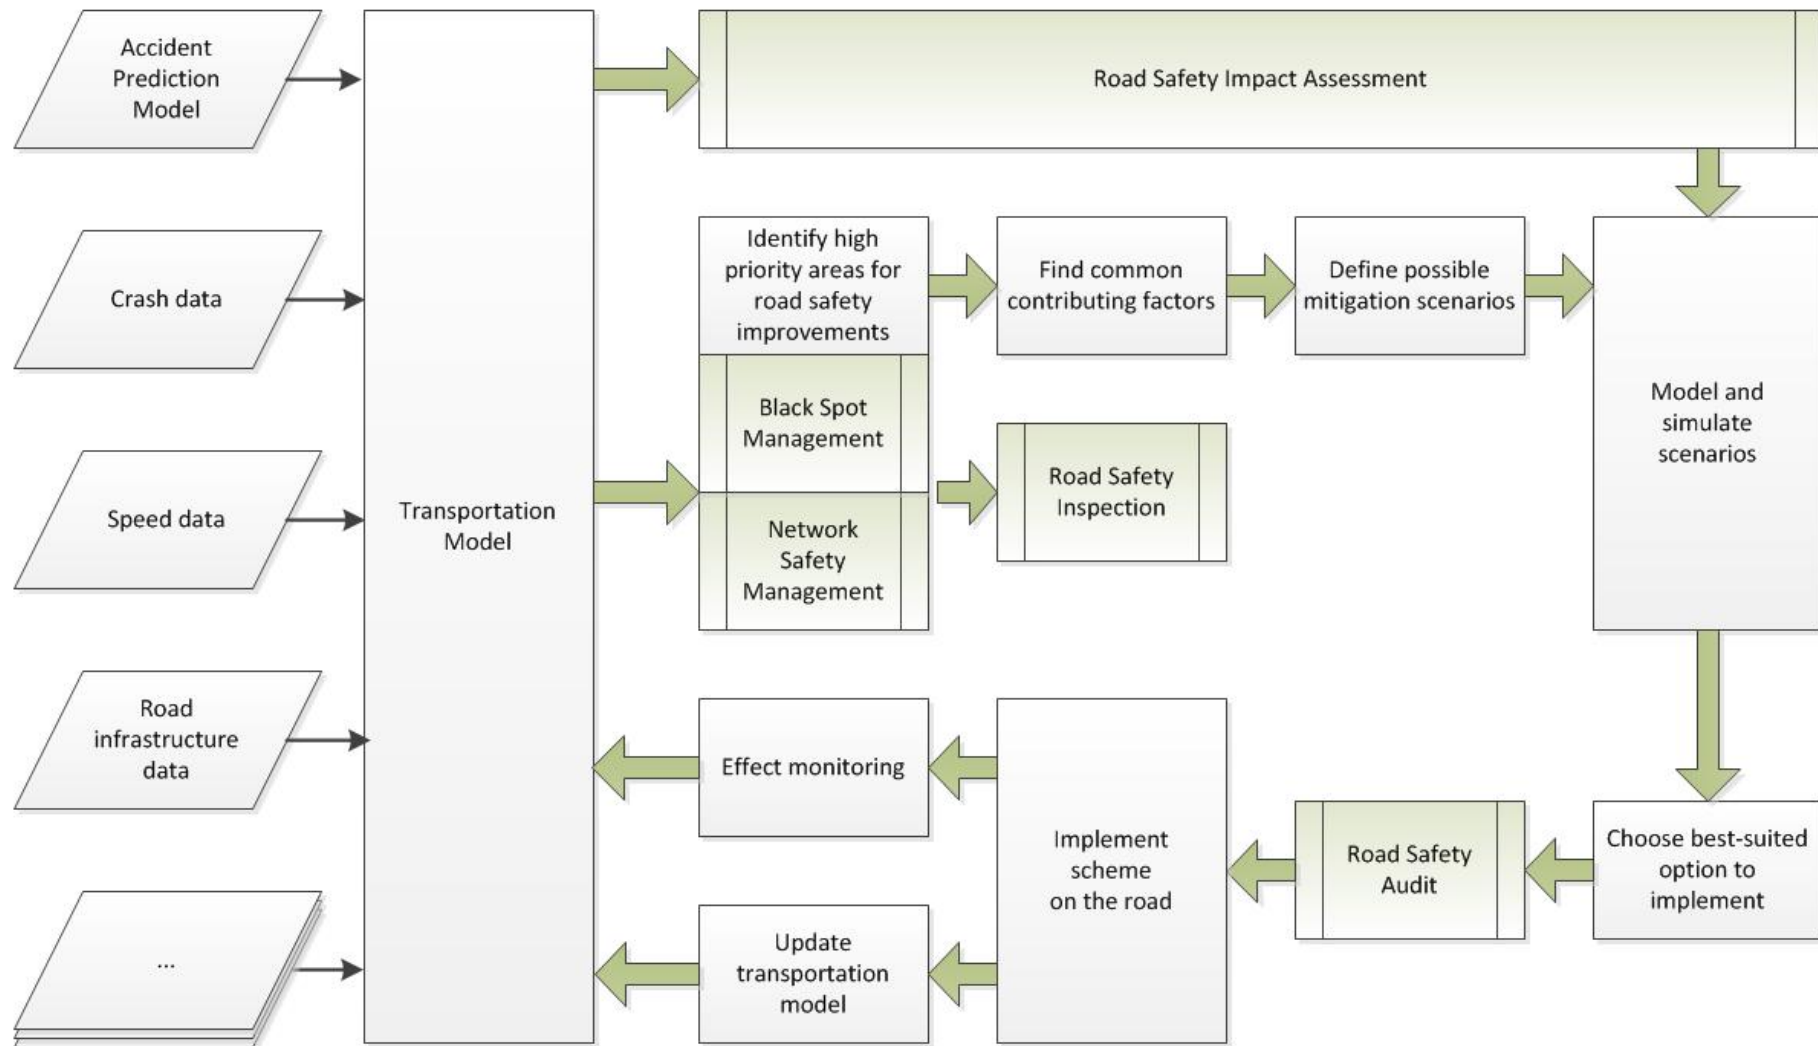 Accident
Prediction
Model
Road Safety Impact Assessment
Crash data
Identify high
priority areas for
road safety
improvements
Find common
contributing factors
Define possible
mitigation scenarios
Model and
simulate
scenarios
Black Spot
Management
Road Safety
Inspection
Speed data
Transportation
Model
Network
Safety
Management
Road
infrastructure
data
Effect monitoring
Implement
scheme
on the road
Road Safety
Audit
Choose best-suited
option to
implement
...
Update
transportation
model